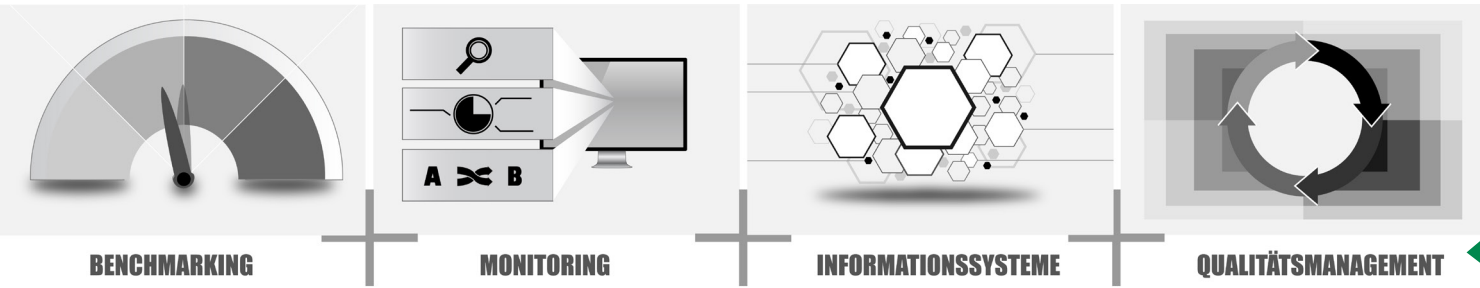 A B
BENCHMARKING
MONITORING
INFORMATIONSSYSTEME
QUALITÄTSMANAGEMENT